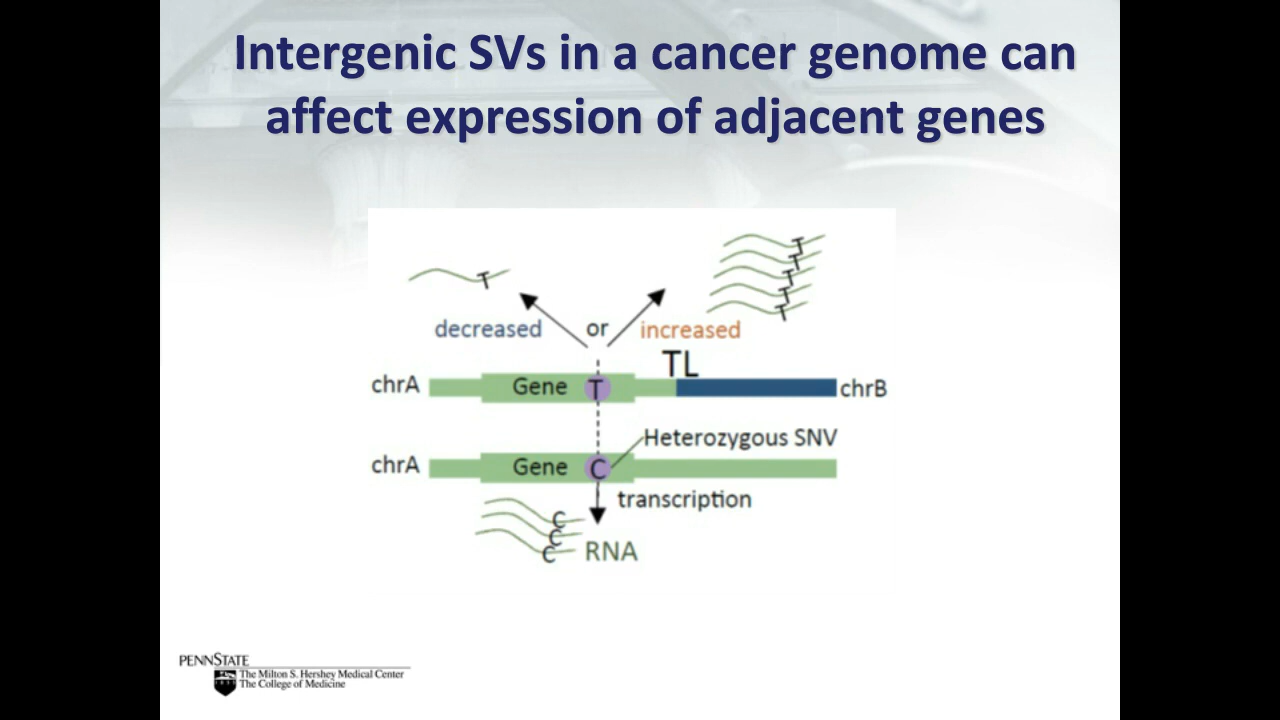 Intergenic SVs in a cancer genome can
affect expression of adjacent genes
T
T
T
T
T
T
decreased or increased
TL
chrA Gene T chrB
Heterozygous SNV
chrA Gene C
transcription
C
C
C
RNA
PENNSTATE
The Milton S. Hershey Medical Center
The College of Medicine